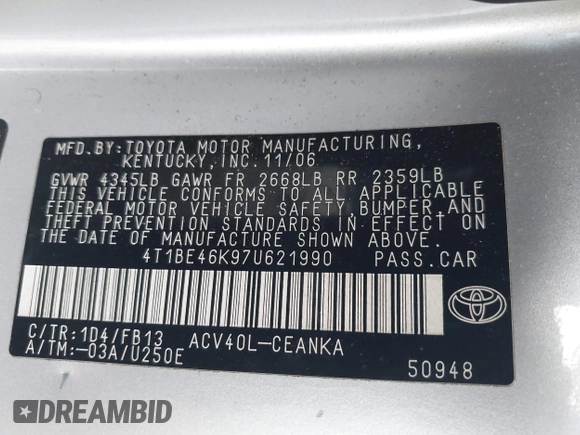 MFD.BY:TOYOTA MOTOR MANUFACTURING,
KENTUCKY, INC. 11/06
GVWR 4345LB GAWR FR 2668LB RR 2359LB
THIS VEHICLE CONFORMS TO ALL APPLICABLE
FEDERAL MOTOR VEHICLE SAFETY, BUMPER, AND
THEFT PREVENTION STANDARDS IN EFFECT ON
THE DATE OF MANUFACTURE SHOWN ABOVE.
4T1BE46K97U621990 PASS.CAR
C/TR:1D4/FB13 ACV40L-CEANKA
A/TM:-03A/U250E
50948
DREAMBID